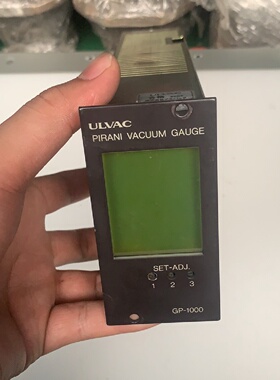 ULVAC
PIRANI VACUUM GAUGE
SET-ADJ.
1 2 3
GP-1000